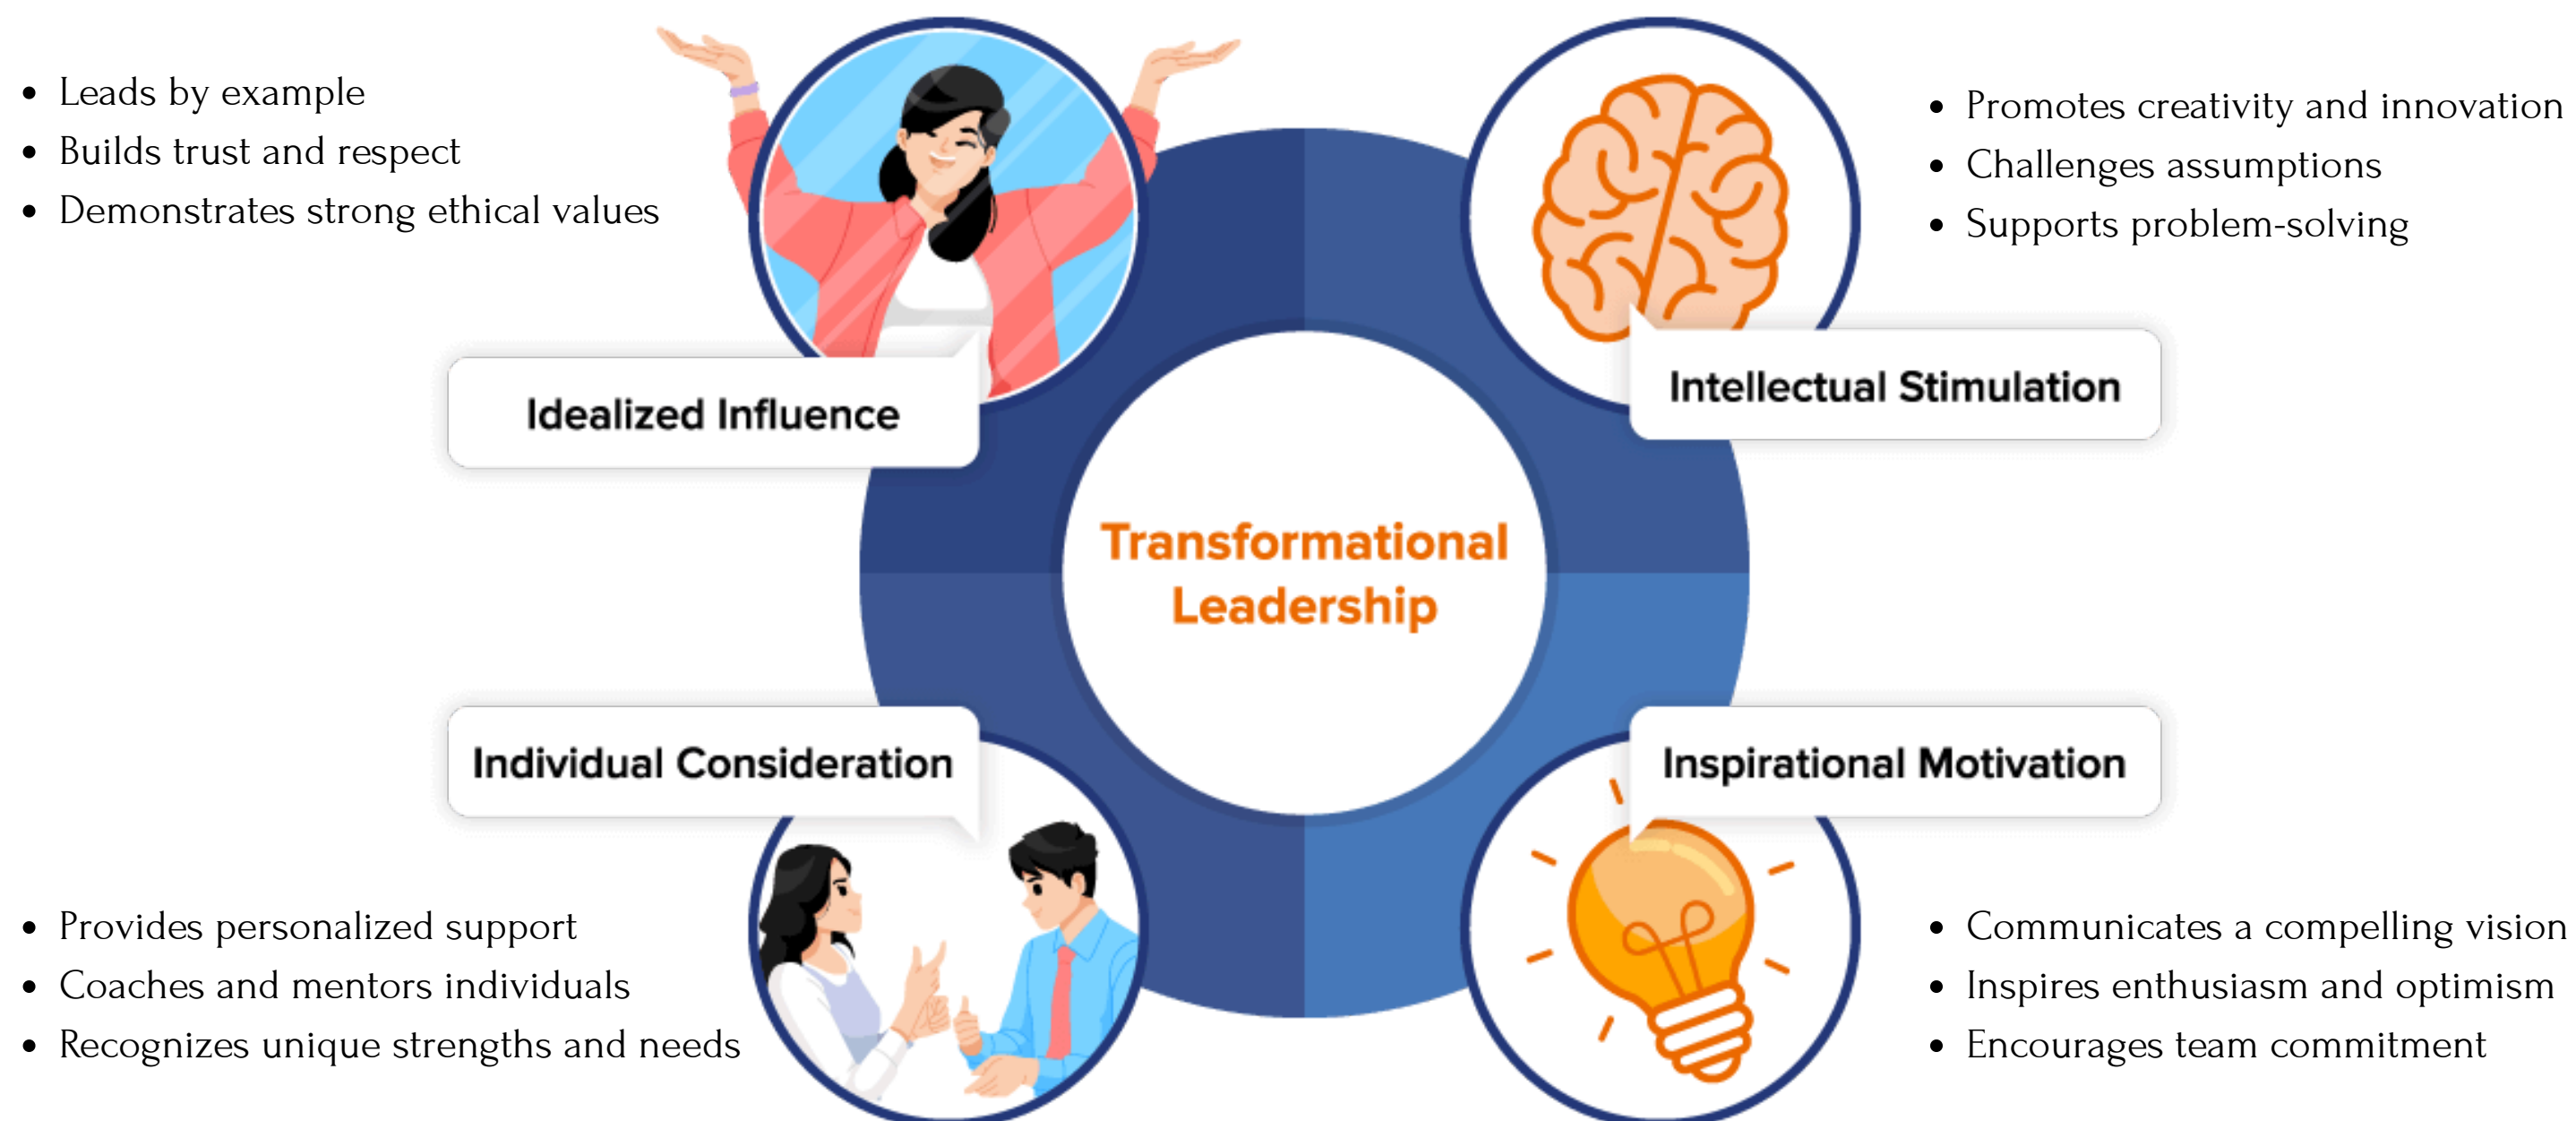 • Leads by example
• Builds trust and respect
• Demonstrates strong ethical values
Idealized Influence
• Promotes creativity and innovation
• Challenges assumptions
• Supports problem-solving
Intellectual Stimulation
Transformational
Leadership
Individual Consideration
• Provides personalized support
• Coaches and mentors individuals
• Recognizes unique strengths and needs
Inspirational Motivation
• Communicates a compelling vision
• Inspires enthusiasm and optimism
• Encourages team commitment